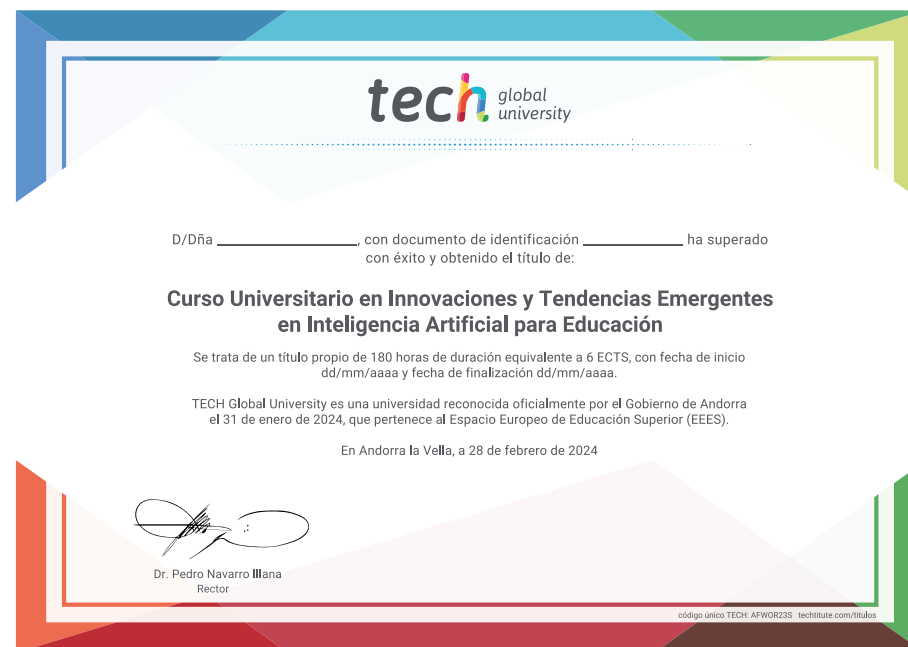 tech global university
D/Dña ________________, con documento de identificación ____________ ha superado
con éxito y obtenido el título de:
Curso Universitario en Innovaciones y Tendencias Emergentes
en Inteligencia Artificial para Educación
Se trata de un título propio de 180 horas de duración equivalente a 6 ECTS, con fecha de inicio
dd/mm/aaaa y fecha de finalización dd/mm/aaaa.
TECH Global University es una universidad reconocida oficialmente por el Gobierno de Andorra
el 31 de enero de 2024, que pertenece al Espacio Europeo de Educación Superior (EEES).
En Andorra la Vella, a 28 de febrero de 2024
Dr. Pedro Navarro Illana
Rector
código único TECH: AFWOR23S techtitute.com/titulos